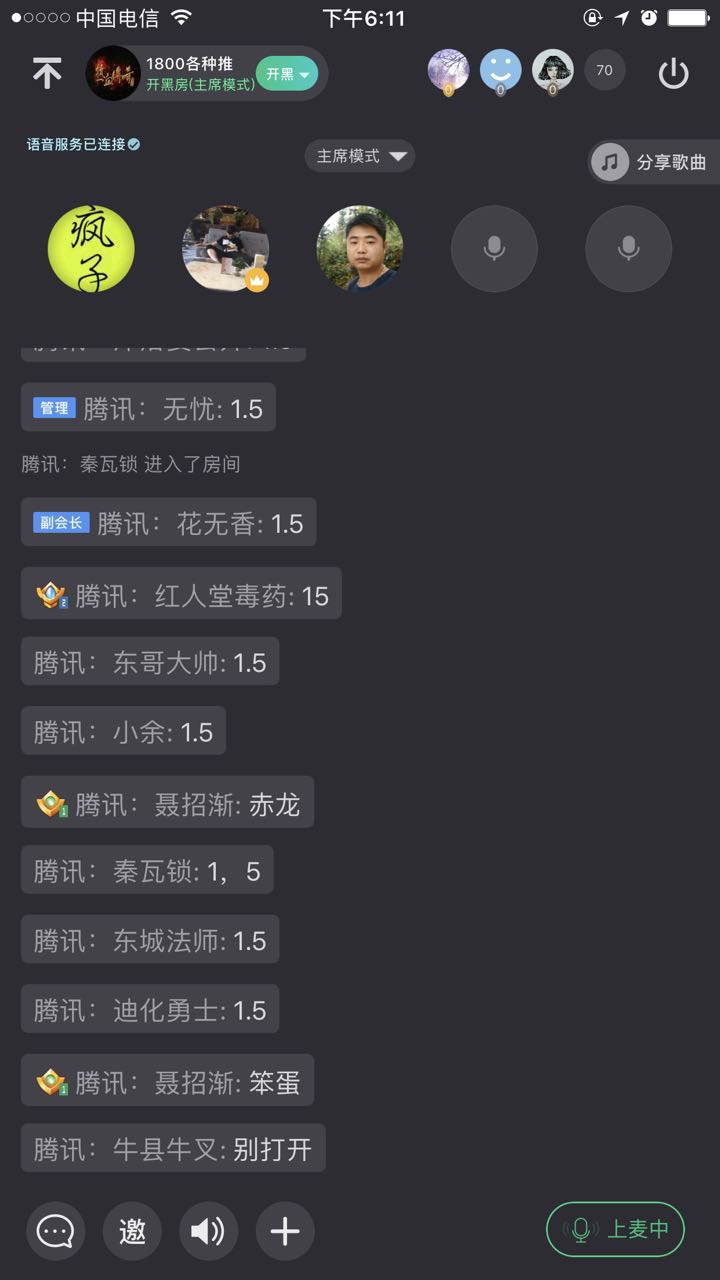 中国电信
下午6:11
1800各种推
开黑房(主席模式)
开黑
70
语音服务已连接
主席模式
分享歌曲
疯子
管理 腾讯：无忧: 1.5
腾讯：秦瓦锁 进入了房间
副会长 腾讯：花无香: 1.5
2 腾讯：红人堂毒药: 15
腾讯：东哥大帅: 1.5
腾讯：小余: 1.5
1 腾讯：聂招渐: 赤龙
腾讯：秦瓦锁: 1，5
腾讯：东城法师: 1.5
腾讯：迪化勇士: 1.5
1 腾讯：聂招渐: 笨蛋
腾讯：牛县牛叉: 别打开
邀
上麦中